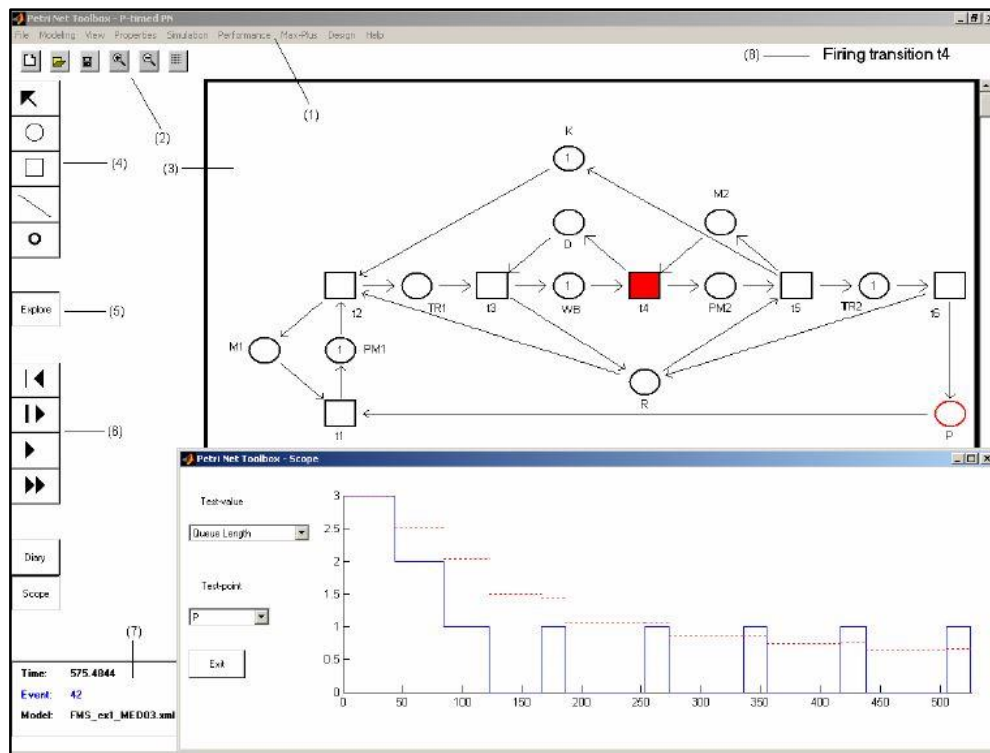 Petri Net Toolbox - P-timed PN
File Modeling View Properties Simulation Performance Max-Plus Design Help
(8) Firing transition t4
(1)
(2)
(3)
(4)
K
1
M2
D
t2
TR1
t3
1
WB
t4
PM2
t5
1
TR2
t6
Explore
(5)
M1
1
PM1
R
t1
P
(6)
Petri Net Toolbox - Scope
Test-value
Queue Length
Test-point
P
Exit
3
2.5
2
1.5
1
0.5
0
0 50 100 150 200 250 300 350 400 450 500
Diary
Scope
(7)
Time: 575.4844
Event: 42
Model: FMS_ex1_MED03.xml